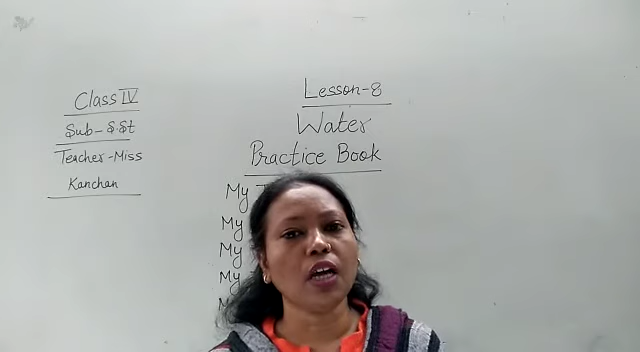 Class IV
Sub- S.St
Teacher-Miss
Kanchan
Lesson-8
Water
Practice Book
My
My
My
My